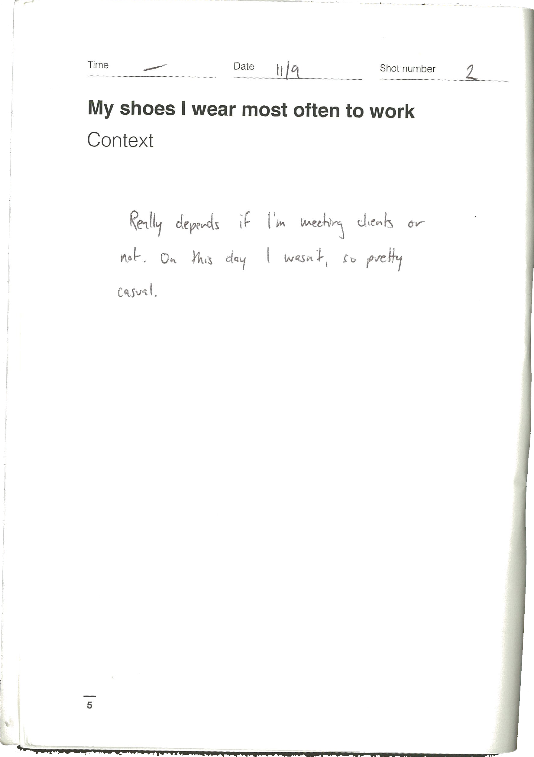 Time — Date 11/9 Shot number 2
My shoes I wear most often to work
Context
Really depends if I'm meeting clients or
not. On this day I wasn't, so pretty
casual.
5